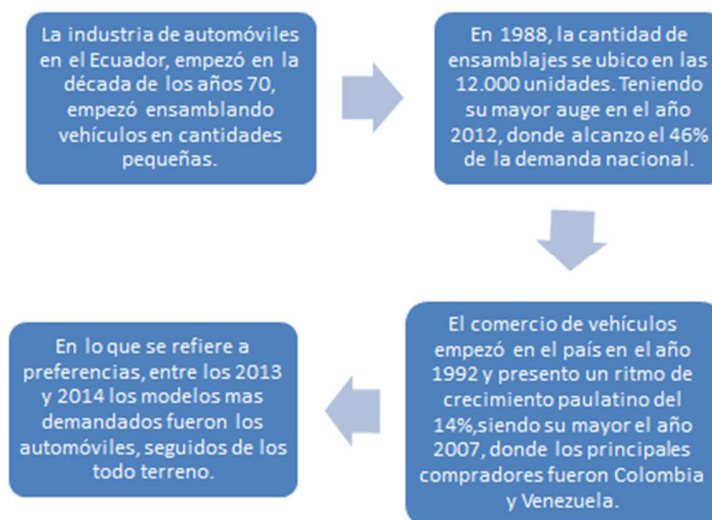 La industria de automóviles
en el Ecuador, empezó en la
década de los años 70,
empezó ensamblando
vehículos en cantidades
pequeñas.
En 1988, la cantidad de
ensamblajes se ubico en las
12.000 unidades. Teniendo
su mayor auge en el año
2012, donde alcanzo el 46%
de la demanda nacional.
El comercio de vehículos
empezó en el país en el año
1992 y presento un ritmo de
crecimiento paulatino del
14%,siendo su mayor el año
2007, donde los principales
compradores fueron Colombia
y Venezuela.
En lo que se refiere a
preferencias, entre los 2013
y 2014 los modelos mas
demandados fueron los
automóviles, seguidos de los
todo terreno.